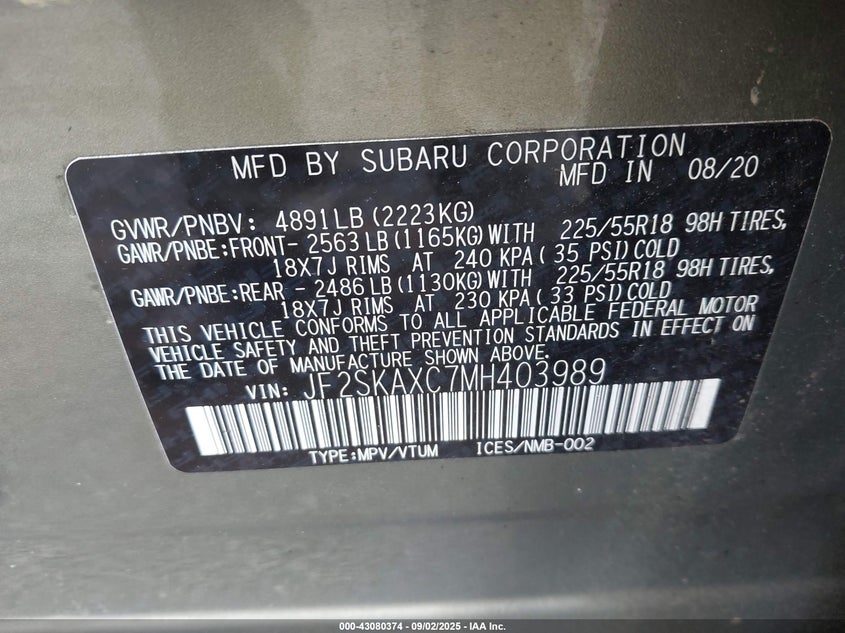 MFD BY SUBARU CORPORATION
MFD IN 08/20
GVWR/PNBV: 4891LB (2223KG)
GAWR/PNBE:FRONT- 2563LB (1165KG) WITH 225/55R18 98H TIRES,
18X7J RIMS AT 240 KPA ( 35 PSI) COLD
GAWR/PNBE:REAR - 2486LB (1130KG) WITH 225/55R18 98H TIRES,
18X7J RIMS AT 230 KPA ( 33 PSI) COLD
THIS VEHICLE CONFORMS TO ALL APPLICABLE FEDERAL MOTOR
VEHICLE SAFETY AND THEFT PREVENTION STANDARDS IN EFFECT ON
THE DATE OF MANUFACTURE SHOWN ABOVE.
VIN: JF2SKAXC7MH403989
TYPE:MPV/VTUM ICES/NMB-002
000-43080374 - 09/02/2025 - IAA Inc.